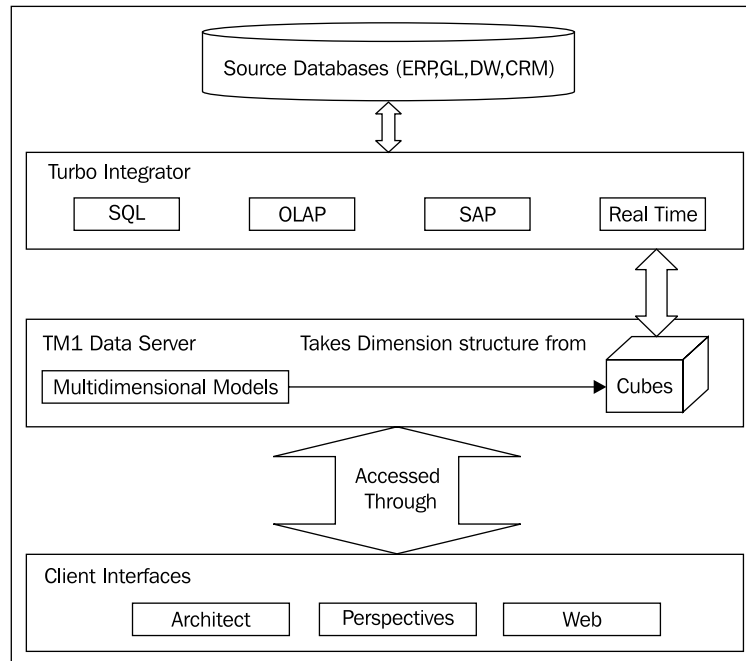 Source Databases (ERP,GL,DW,CRM)
Turbo Integrator
SQL
OLAP
SAP
Real Time
TM1 Data Server
Takes Dimension structure from
Multidimensional Models
Cubes
Accessed
Through
Client Interfaces
Architect
Perspectives
Web